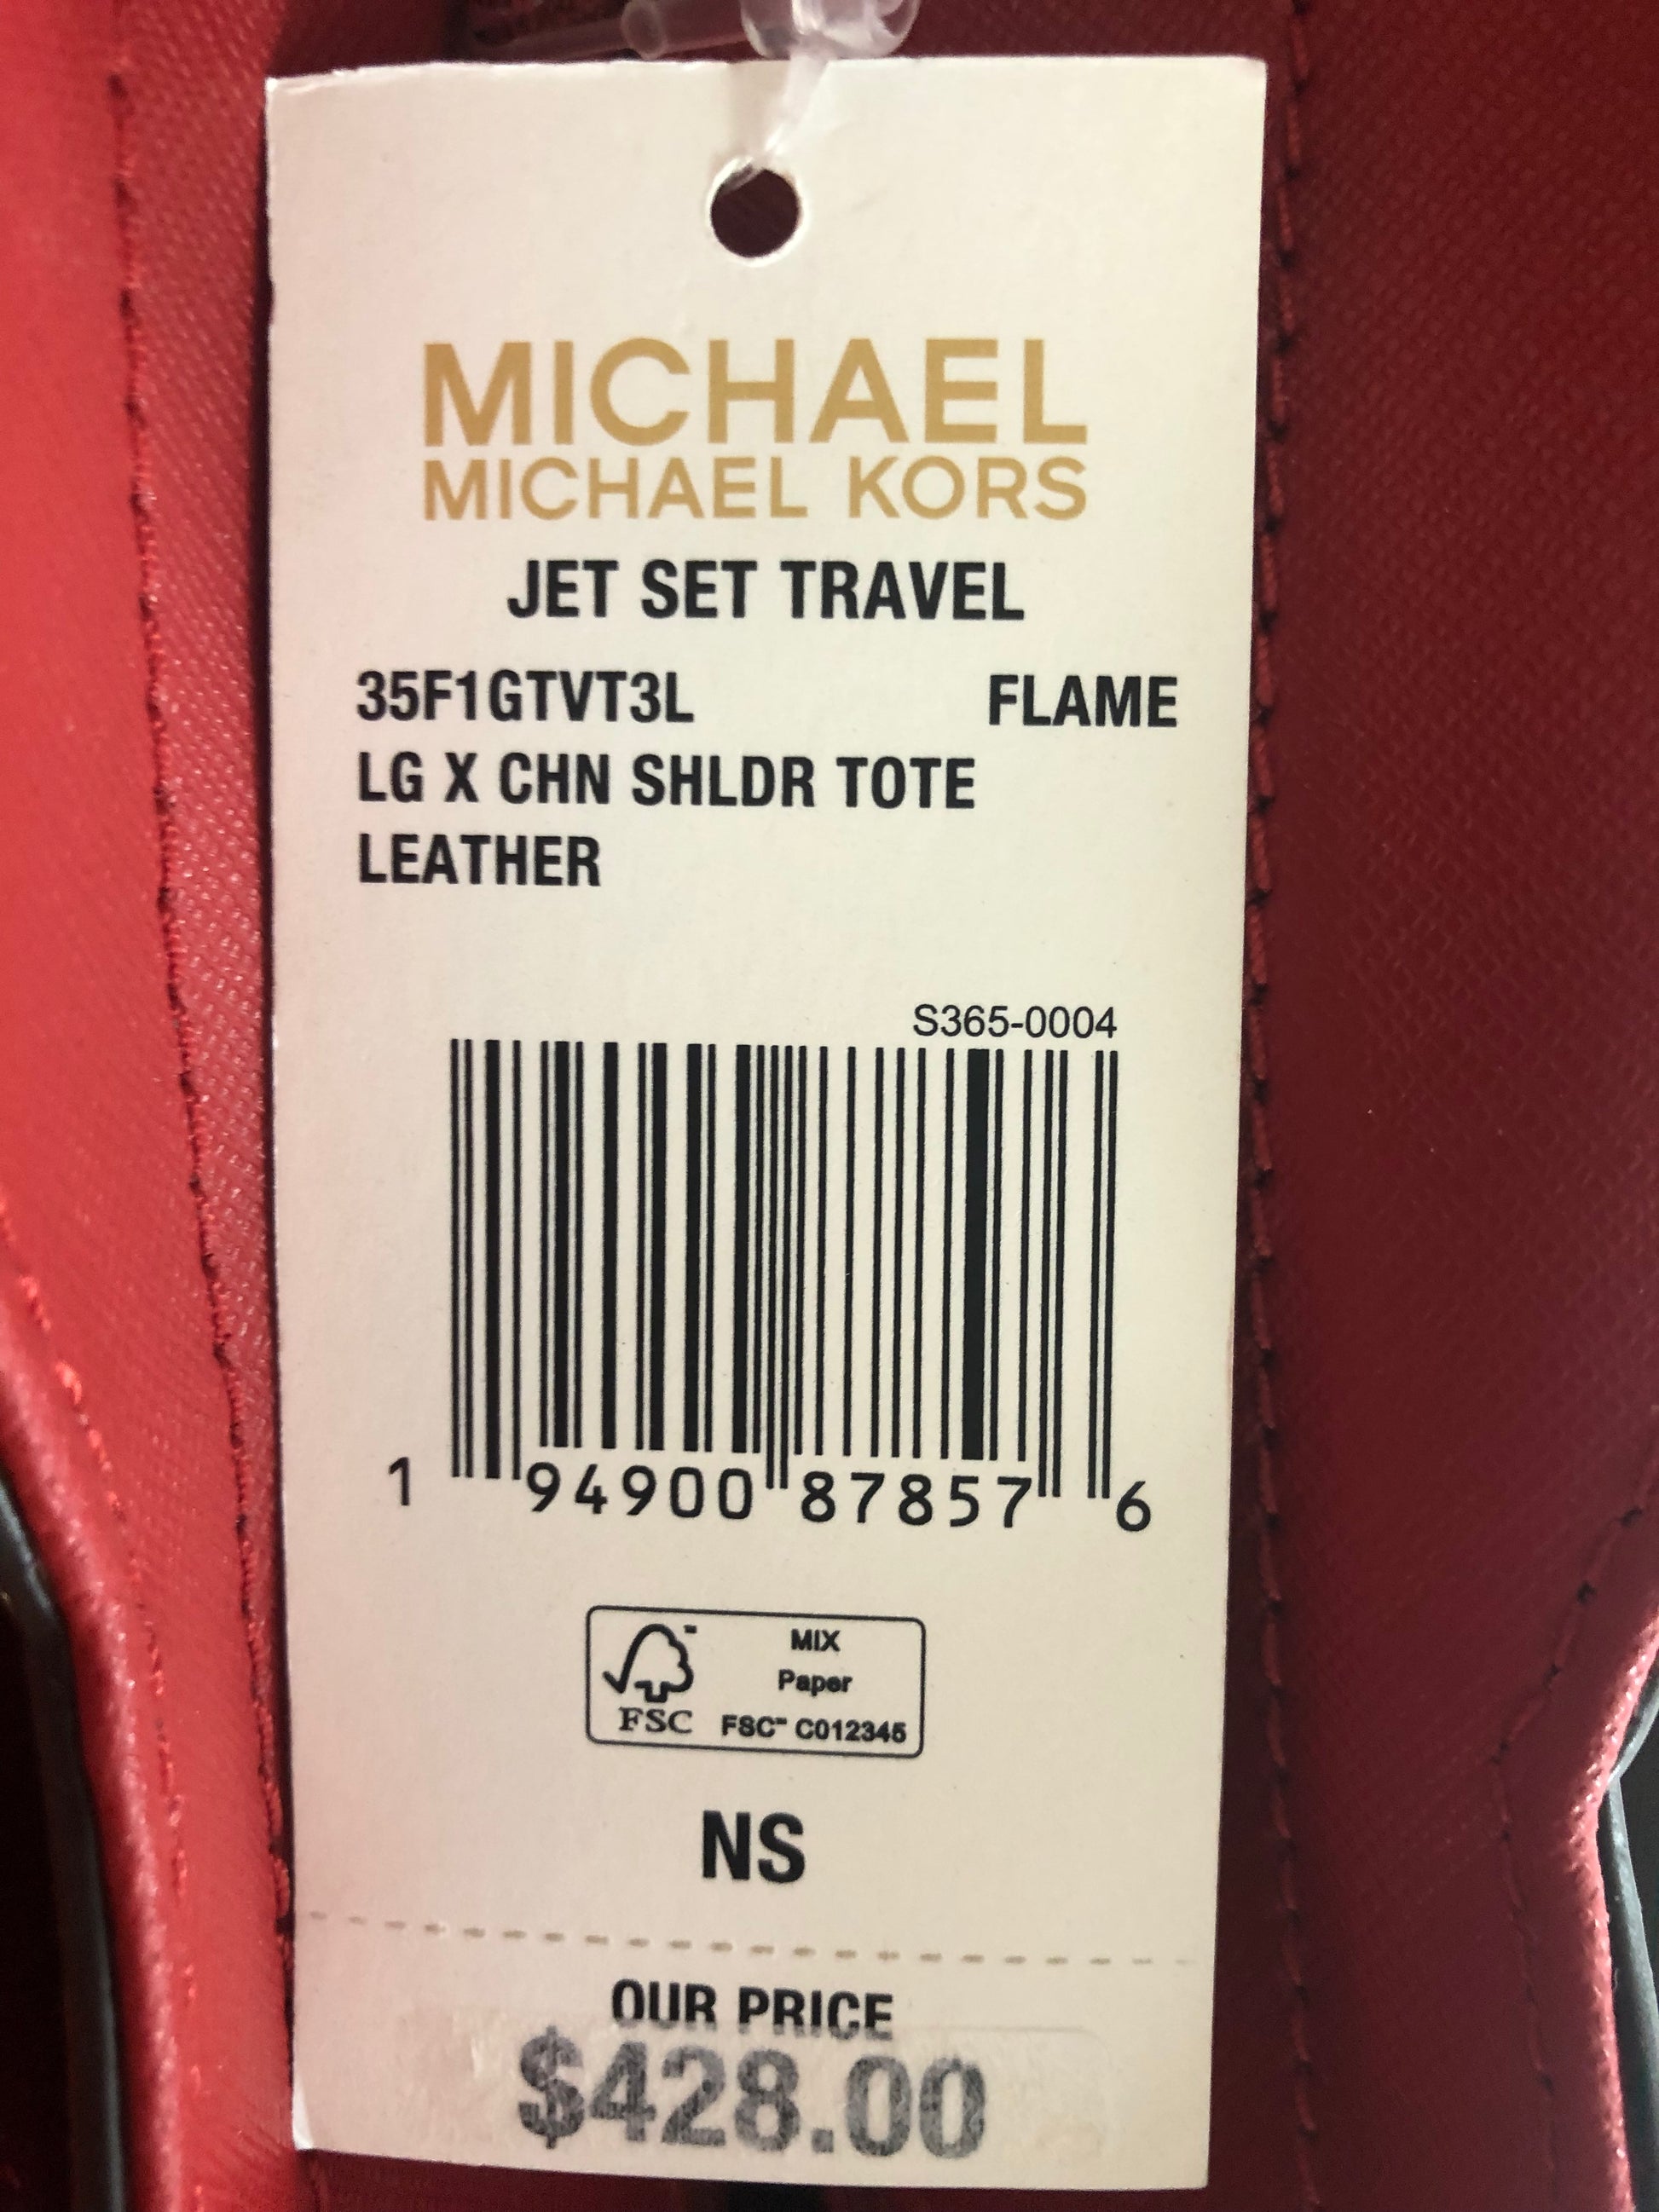 MICHAEL
MICHAEL KORS
JET SET TRAVEL
35F1GTVT3L FLAME
LG X CHN SHLDR TOTE
LEATHER
S365-0004
1 94900 87857 6
FSC
MIX
Paper
FSC™ C012345
NS
OUR PRICE
$428.00